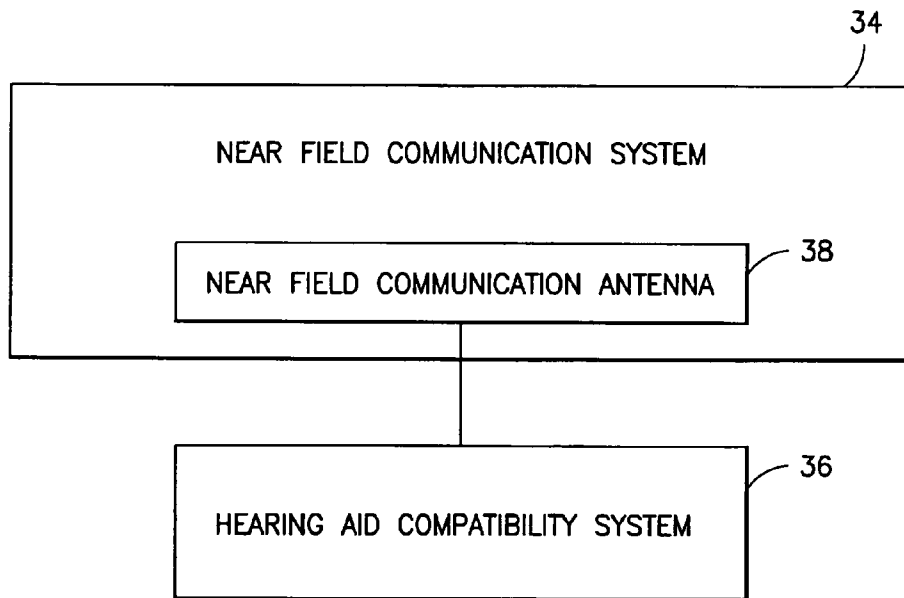 34
NEAR FIELD COMMUNICATION SYSTEM
38
NEAR FIELD COMMUNICATION ANTENNA
36
HEARING AID COMPATIBILITY SYSTEM